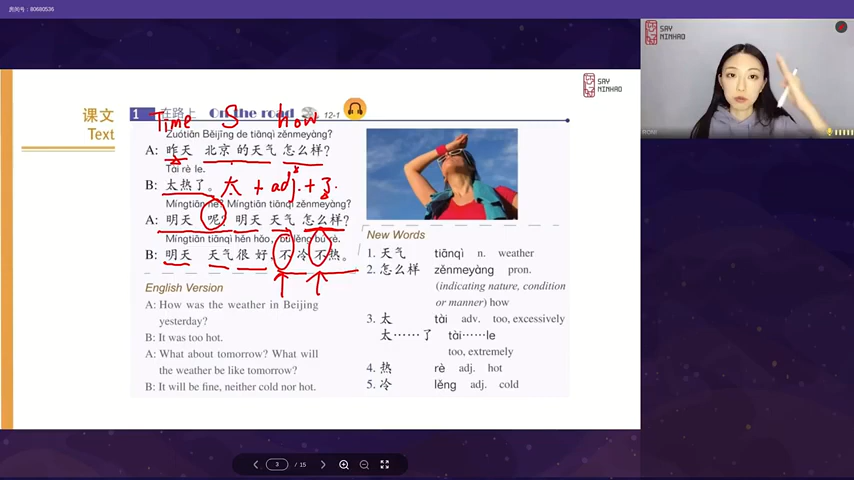 房间号：80680536
SAY
NINHAO
SAY
NINHAO
课文
Text
1 在路上 On the road 12-1
Time S how
Zuótiān Běijīng de tiānqì zěnmeyàng?
A: 昨天 北京 的天气 怎么样？
Tài rè le.
B: 太热了。 太 + adj. + 了.
Míngtiān ne? Míngtiān tiānqì zěnmeyàng?
A: 明天 呢？ 明天 天气 怎么样？
Míngtiān tiānqì hěn hǎo, bù lěng bú rè.
B: 明天 天气 很 好， 不 冷 不热。
English Version
A: How was the weather in Beijing
yesterday?
B: It was too hot.
A: What about tomorrow? What will
the weather be like tomorrow?
B: It will be fine, neither cold nor hot.
New Words
1. 天气 tiānqì n. weather
2. 怎么样 zěnmeyàng pron.
(indicating nature, condition
or manner) how
3. 太 tài adv. too, excessively
太……了 tài……le
too, extremely
4. 热 rè adj. hot
5. 冷 lěng adj. cold
3 / 15